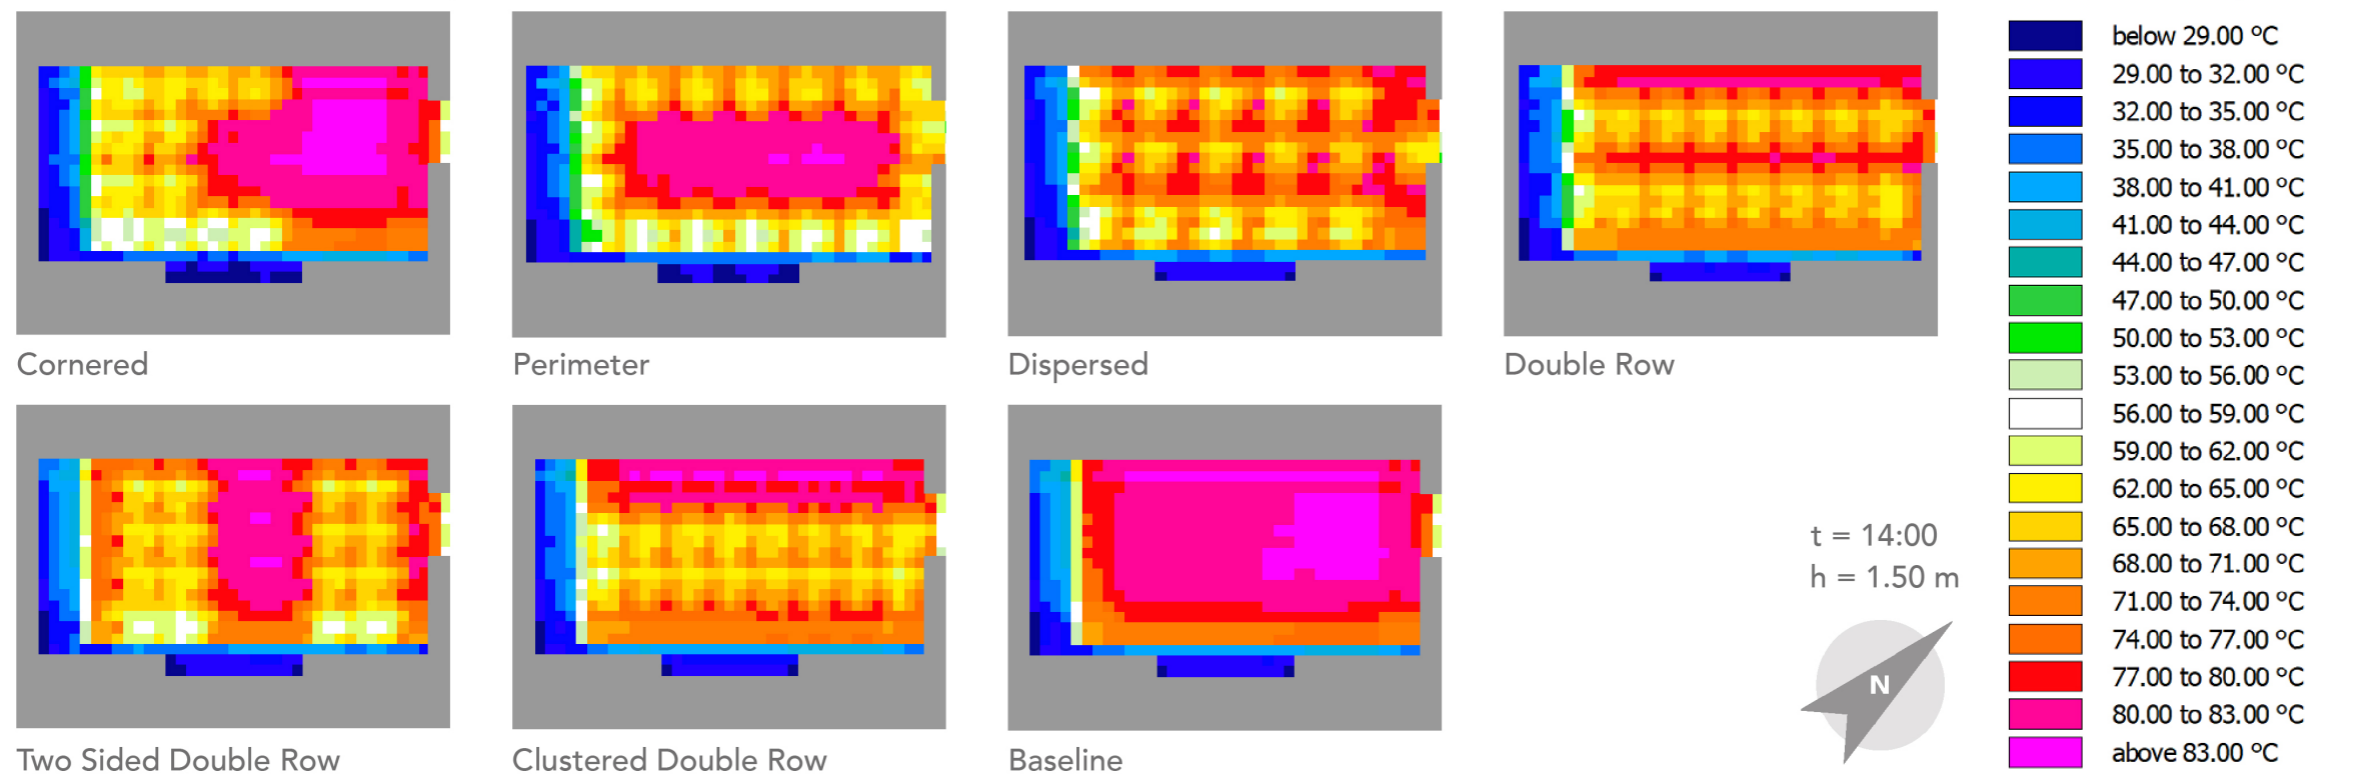 Cornered
Perimeter
Dispersed
Double Row
Two Sided Double Row
Clustered Double Row
Baseline
t = 14:00
h = 1.50 m
N
below 29.00 °C
29.00 to 32.00 °C
32.00 to 35.00 °C
35.00 to 38.00 °C
38.00 to 41.00 °C
41.00 to 44.00 °C
44.00 to 47.00 °C
47.00 to 50.00 °C
50.00 to 53.00 °C
53.00 to 56.00 °C
56.00 to 59.00 °C
59.00 to 62.00 °C
62.00 to 65.00 °C
65.00 to 68.00 °C
68.00 to 71.00 °C
71.00 to 74.00 °C
74.00 to 77.00 °C
77.00 to 80.00 °C
80.00 to 83.00 °C
above 83.00 °C